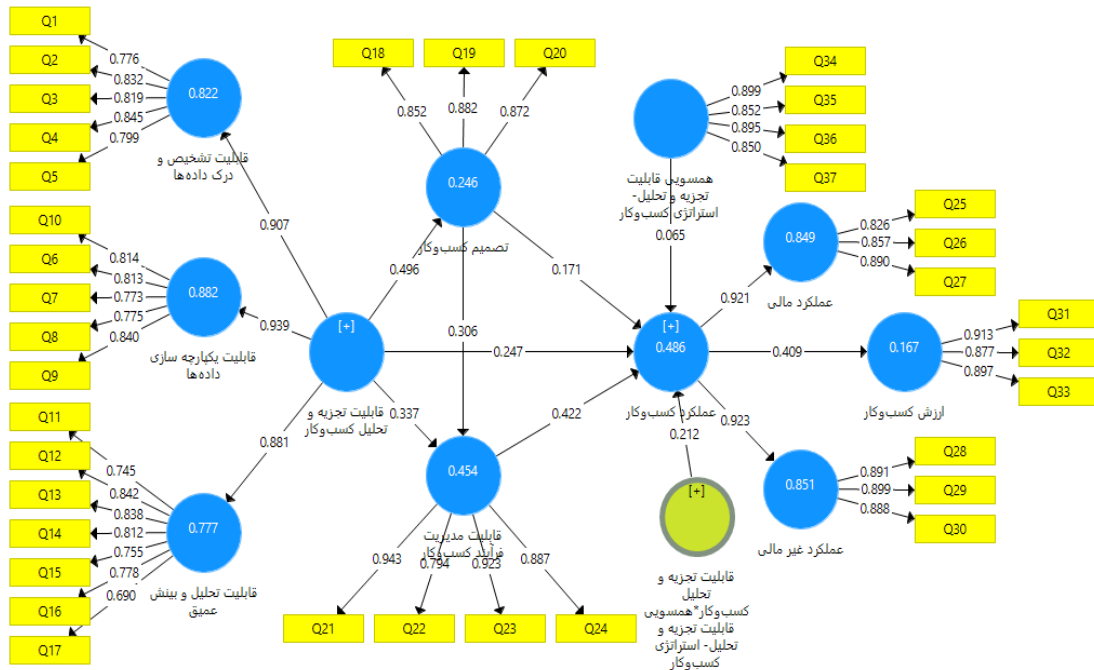 Q1
Q2
Q3
Q4
Q5
0.776
0.832
0.819
0.845
0.799
0.822
قابلیت تشخیص و
درک داده‌ها
Q10
Q6
Q7
Q8
Q9
0.814
0.813
0.773
0.775
0.840
0.882
قابلیت یکپارچه سازی
داده‌ها
Q11
Q12
Q13
Q14
Q15
Q16
Q17
0.745
0.842
0.838
0.812
0.755
0.778
0.690
0.777
قابلیت تحلیل و بینش
عمیق
0.907
0.939
0.881
[+]
قابلیت تجزیه و
تحلیل کسب‌وکار
0.496
0.247
0.337
Q18
Q19
Q20
0.852
0.882
0.872
0.246
تصمیم کسب‌وکار
0.306
0.171
0.454
قابلیت مدیریت
فرآیند کسب‌وکار
0.422
0.943
0.794
0.923
0.887
Q21
Q22
Q23
Q24
Q34
Q35
Q36
Q37
0.899
0.852
0.895
0.850
همسویی قابلیت
تجزیه و تحلیل-
استراتژی کسب‌وکار
0.065
[+]
0.486
عملکرد کسب‌وکار
0.212
[+]
قابلیت تجزیه و
تحلیل
کسب‌وکار*همسویی
قابلیت تجزیه و
تحلیل- استراتژی
کسب‌وکار
0.921
0.409
0.923
0.849
عملکرد مالی
0.826
0.857
0.890
Q25
Q26
Q27
0.167
ارزش کسب‌وکار
0.913
0.877
0.897
Q31
Q32
Q33
0.851
عملکرد غیر مالی
0.891
0.899
0.888
Q28
Q29
Q30